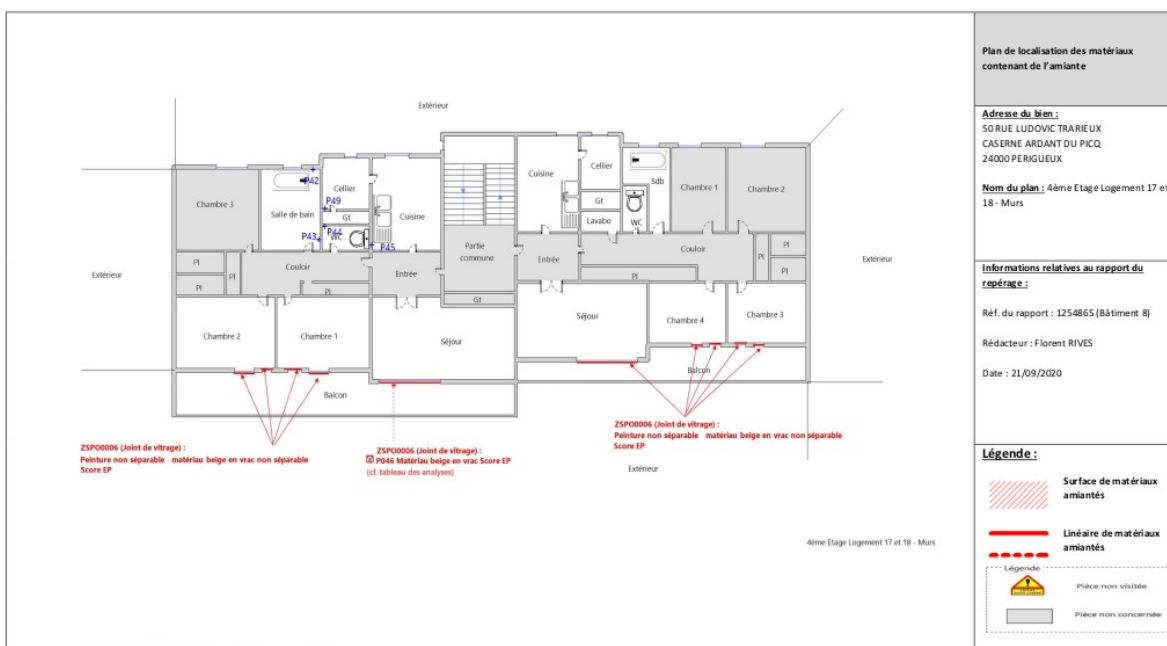 Plan de localisation des matériaux
contenant de l'amiante
Adresse du bien :
50 RUE LUDOVIC TRARIEUX
CASERNE ARDANT DU PICQ
24000 PERIGUEUX
Nom du plan : 4ème Etage Logement 17 et
18 - Murs
Informations relatives au rapport du
repérage :
Réf. du rapport : 1254865 (Bâtiment 8)
Rédacteur : Florent RIVES
Date : 21/09/2020
Légende :
Surface de matériaux
amiantés
Linéaire de matériaux
amiantés
Légende
Pièce non visitée
Pièce non concernée
Extérieur
P42
Cellier
Cuisine
Cellier
Sdb
Chambre 1
Chambre 2
Chambre 3
Salle de bain
P49
Gt
Cuisine
Gt
Lavabo
WC
P44
P43
WC
P45
Partie
commune
Extérieur
Pl
Pl
Pl
Couloir
Pl
Entrée
Gt
Entrée
Couloir
Pl
Pl
Pl
Pl
Extérieur
Chambre 2
Chambre 1
Séjour
Séjour
Chambre 4
Chambre 3
Balcon
Balcon
ZSPO0006 (Joint de vitrage) :
Peinture non séparable matériau beige en vrac non séparable
Score EP
ZSPO0006 (Joint de vitrage) :
P046 Matériau beige en vrac Score EP
(cf. tableau des analyses)
ZSPO0006 (Joint de vitrage) :
Peinture non séparable matériau beige en vrac non séparable
Score EP
Extérieur
4ème Etage Logement 17 et 18 - Murs